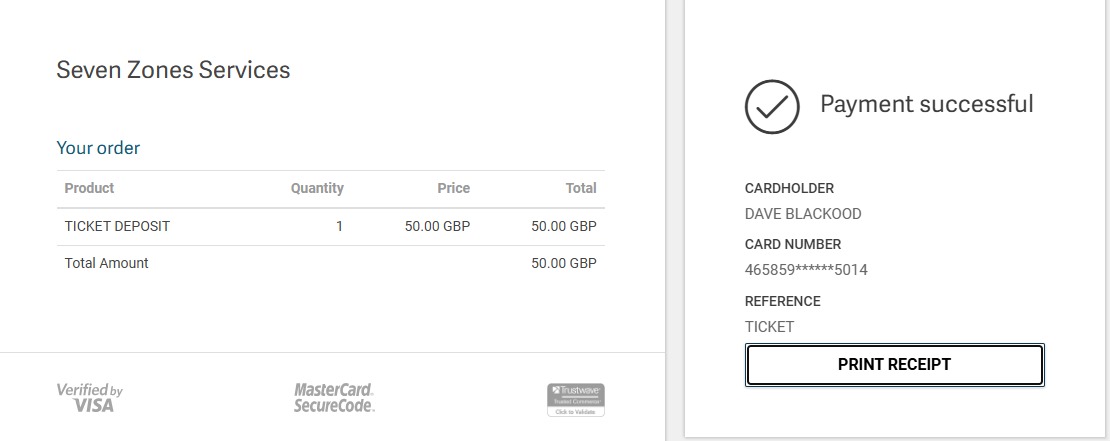 Seven Zones Services
Your order
Product Quantity Price Total
TICKET DEPOSIT 1 50.00 GBP 50.00 GBP
Total Amount 50.00 GBP
Verified by
VISA
MasterCard.
SecureCode.
Trustwave
Trusted Commerce
Click to Validate
Payment successful
CARDHOLDER
DAVE BLACKOOD
CARD NUMBER
465859******5014
REFERENCE
TICKET
PRINT RECEIPT